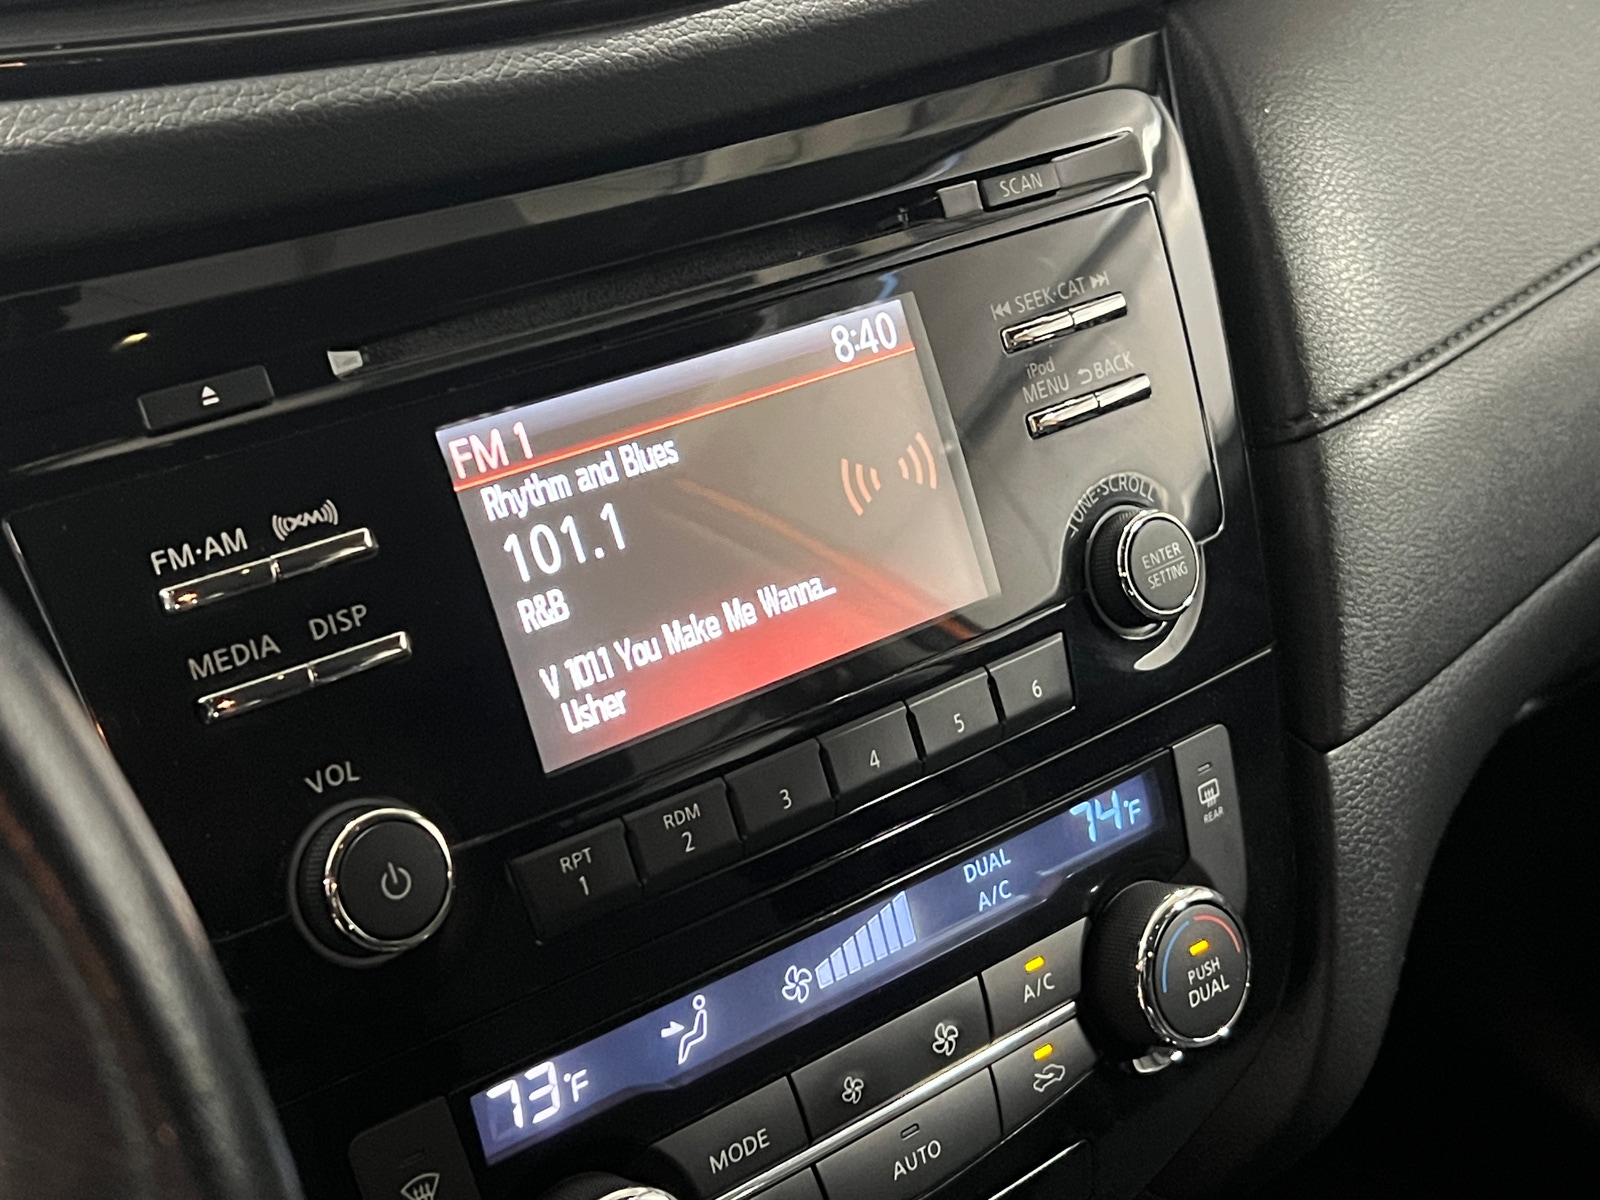 SCAN
SEEK·CAT
iPod
MENU BACK
TUNE·SCROLL
ENTER
SETTING
8:40
FM 1
Rhythm and Blues
101.1
R&B
V 101.1 You Make Me Wanna...
Usher
FM·AM ((XM))
MEDIA DISP
VOL
RPT
1
RDM
2
3
4
5
6
REAR
74°F
DUAL
A/C
73°F
PUSH
DUAL
A/C
MODE
AUTO